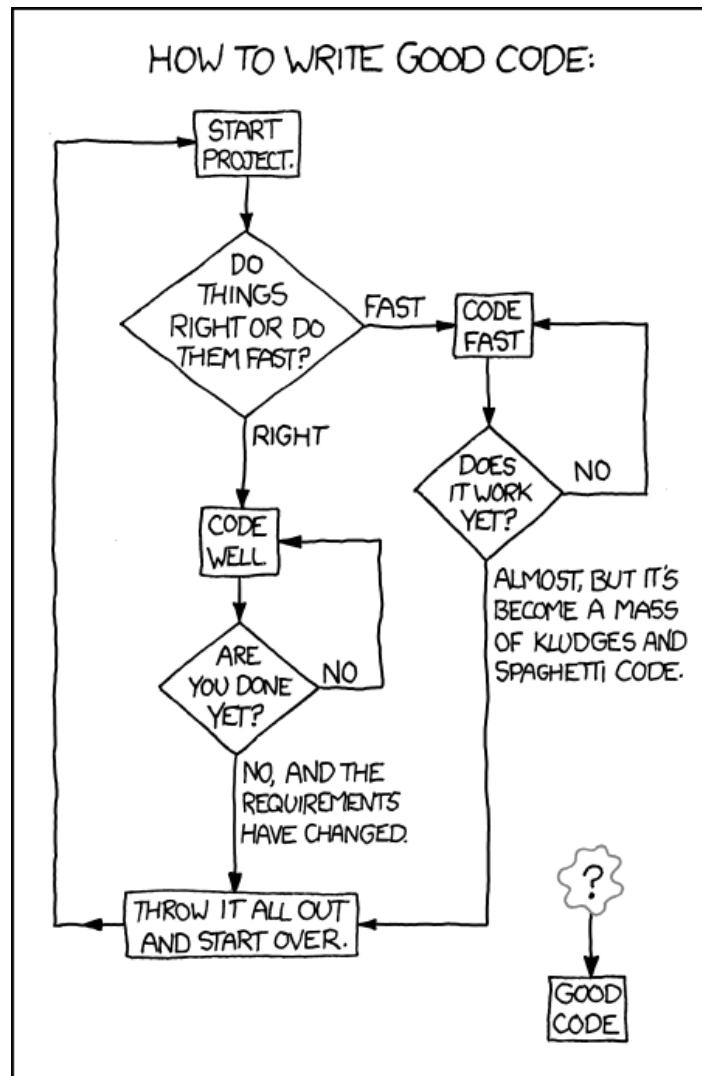 HOW TO WRITE GOOD CODE:
START
PROJECT.
DO
THINGS
RIGHT OR DO
THEM FAST?
FAST
CODE
FAST
RIGHT
DOES
IT WORK
YET?
NO
CODE
WELL.
ALMOST, BUT IT'S
BECOME A MASS
OF KLUDGES AND
SPAGHETTI CODE.
ARE
YOU DONE
YET?
NO
NO, AND THE
REQUIREMENTS
HAVE CHANGED.
THROW IT ALL OUT
AND START OVER.
?
GOOD
CODE